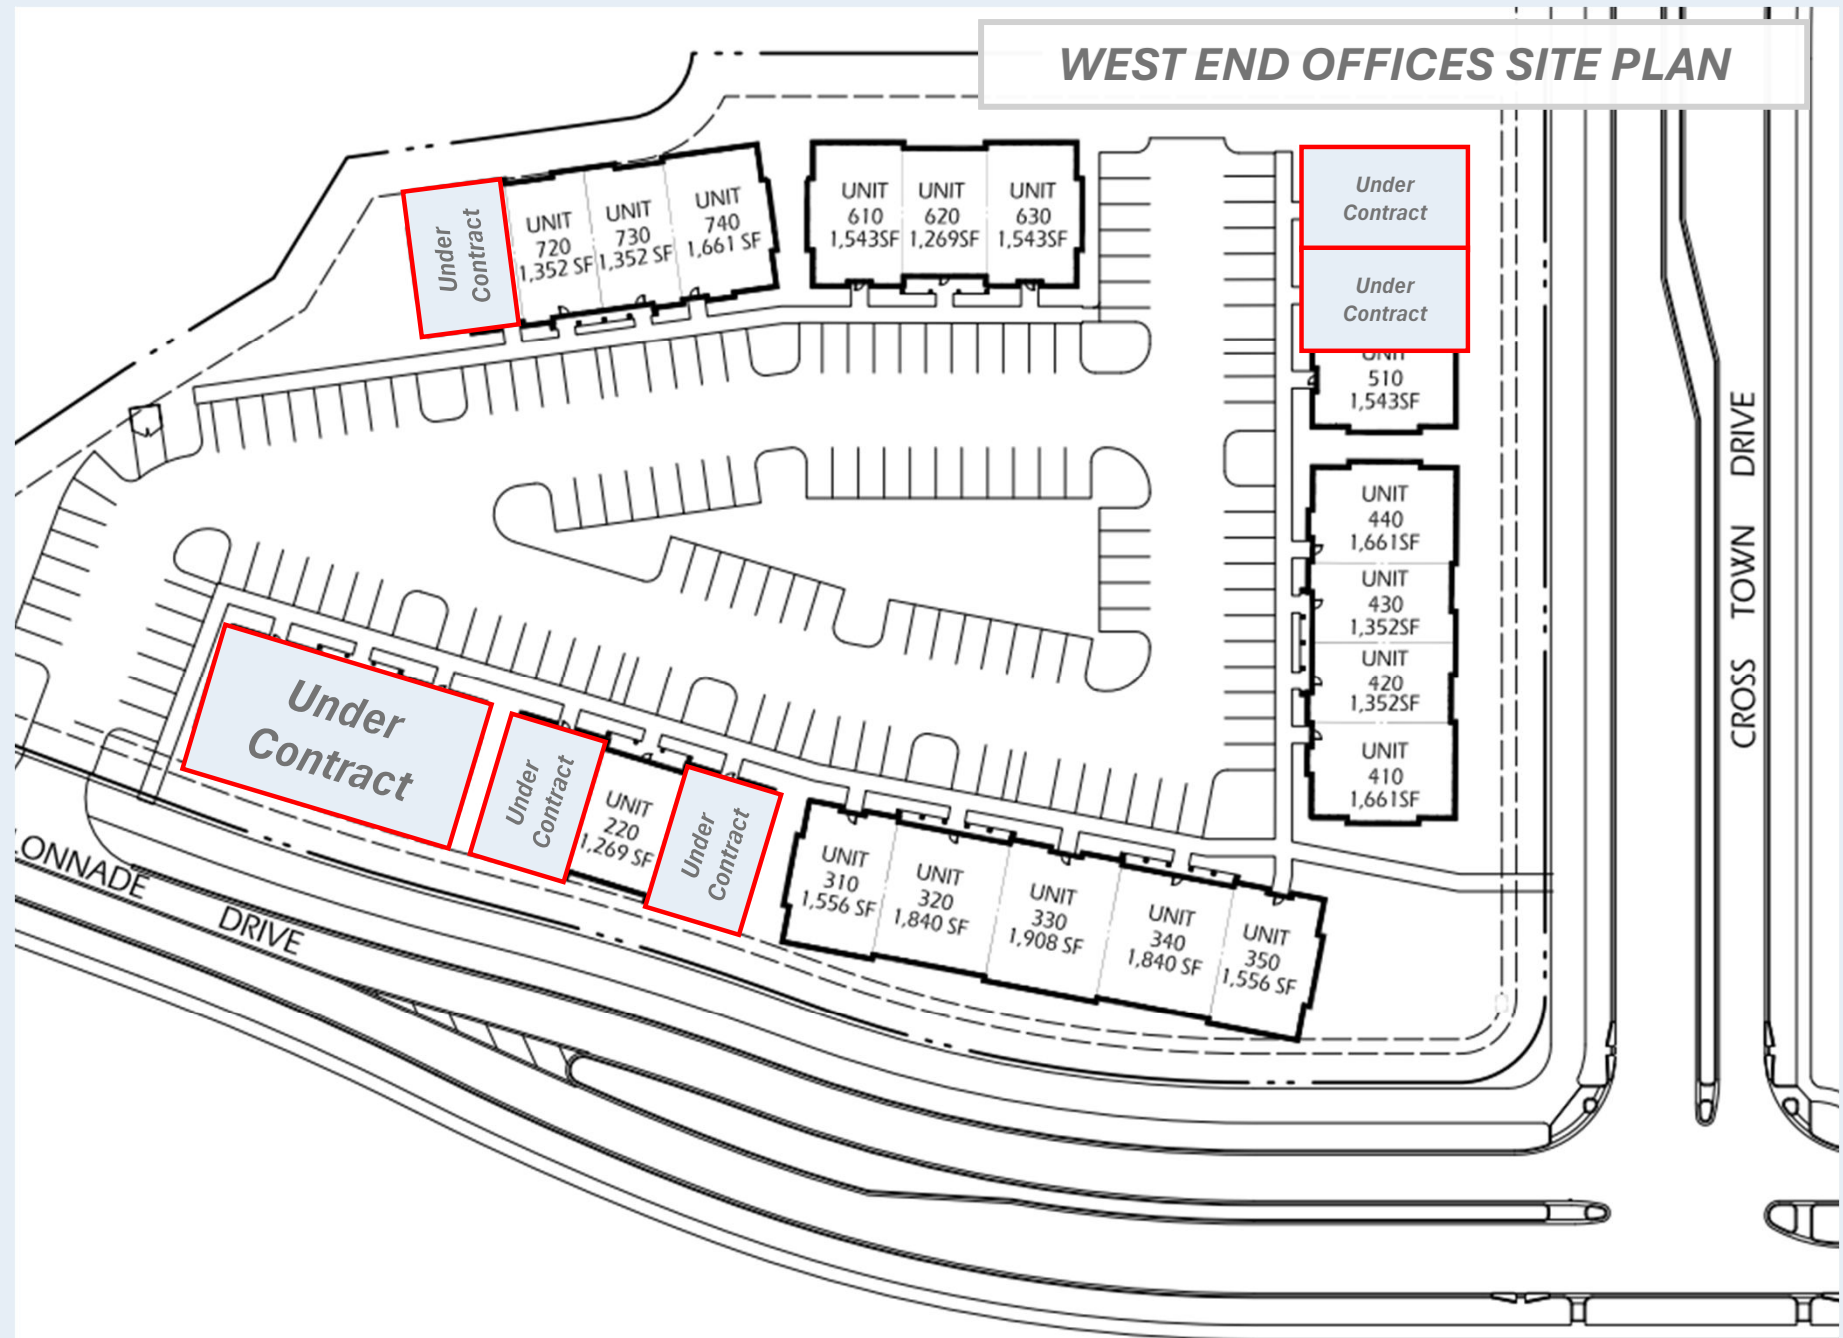 WEST END OFFICES SITE PLAN
Under
Contract
UNIT
720
1,352 SF
UNIT
730
1,352 SF
UNIT
740
1,661 SF
UNIT
610
1,543SF
UNIT
620
1,269SF
UNIT
630
1,543SF
Under
Contract
Under
Contract
UNIT
510
1,543SF
UNIT
440
1,661SF
UNIT
430
1,352SF
UNIT
420
1,352SF
UNIT
410
1,661SF
CROSS TOWN DRIVE
Under
Contract
Under
Contract
UNIT
220
1,269 SF
Under
Contract
UNIT
310
1,556 SF
UNIT
320
1,840 SF
UNIT
330
1,908 SF
UNIT
340
1,840 SF
UNIT
350
1,556 SF
LONNADE DRIVE